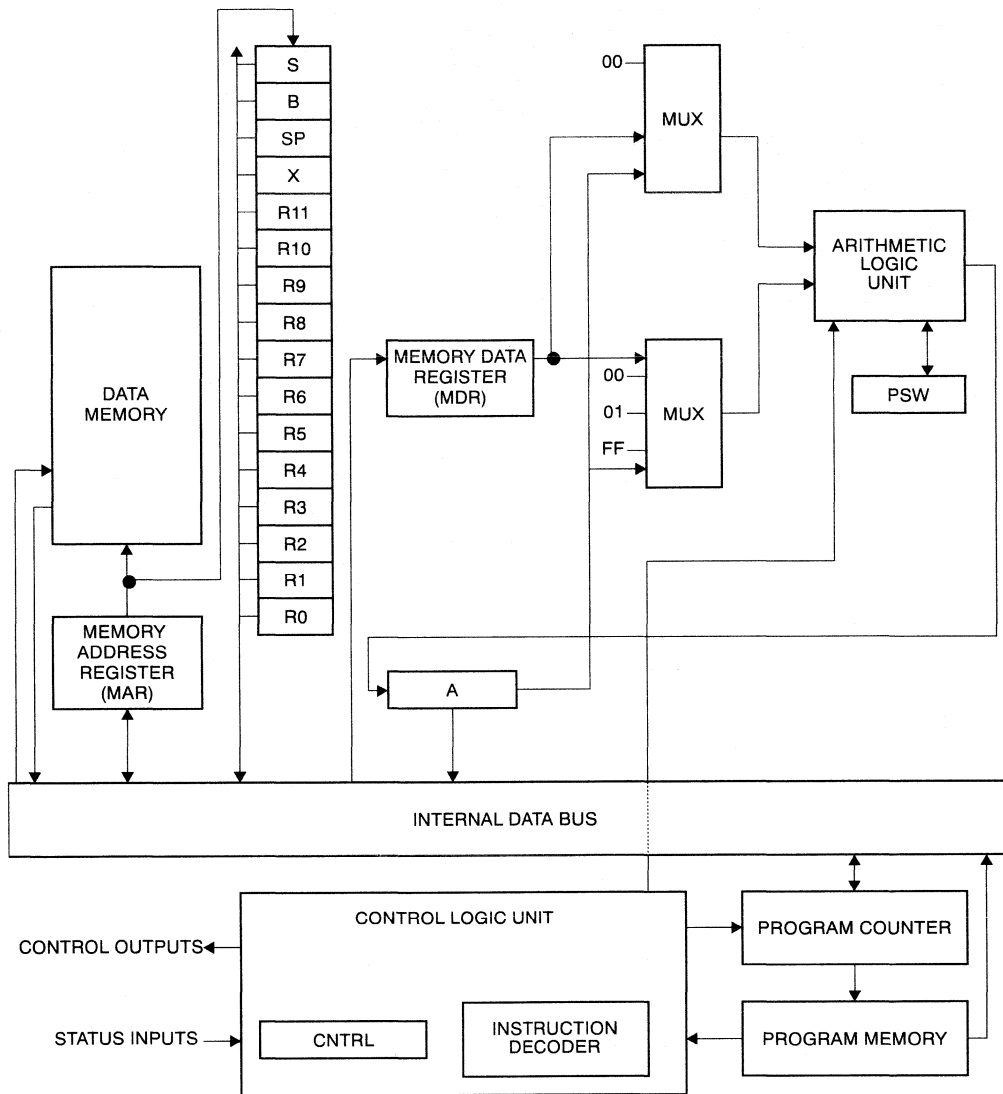 S
B
SP
X
R11
R10
R9
R8
R7
R6
R5
R4
R3
R2
R1
R0
DATA
MEMORY
MEMORY
ADDRESS
REGISTER
(MAR)
00
MUX
MEMORY DATA
REGISTER
(MDR)
00
01
FF
MUX
ARITHMETIC
LOGIC
UNIT
PSW
A
INTERNAL DATA BUS
CONTROL LOGIC UNIT
CONTROL OUTPUTS
STATUS INPUTS
CNTRL
INSTRUCTION
DECODER
PROGRAM COUNTER
PROGRAM MEMORY